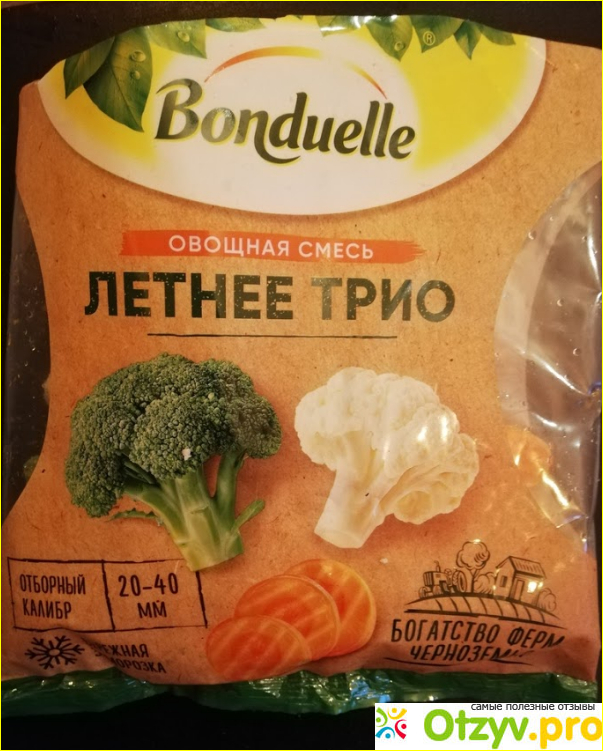 ®
Bonduelle
ОВОЩНАЯ СМЕСЬ
ЛЕТНЕЕ ТРИО
ОТБОРНЫЙ
КАЛИБР
20-40
ММ
БОГАТСТВО ФЕРМ
самые полезные отзывы
Otzyv.pro